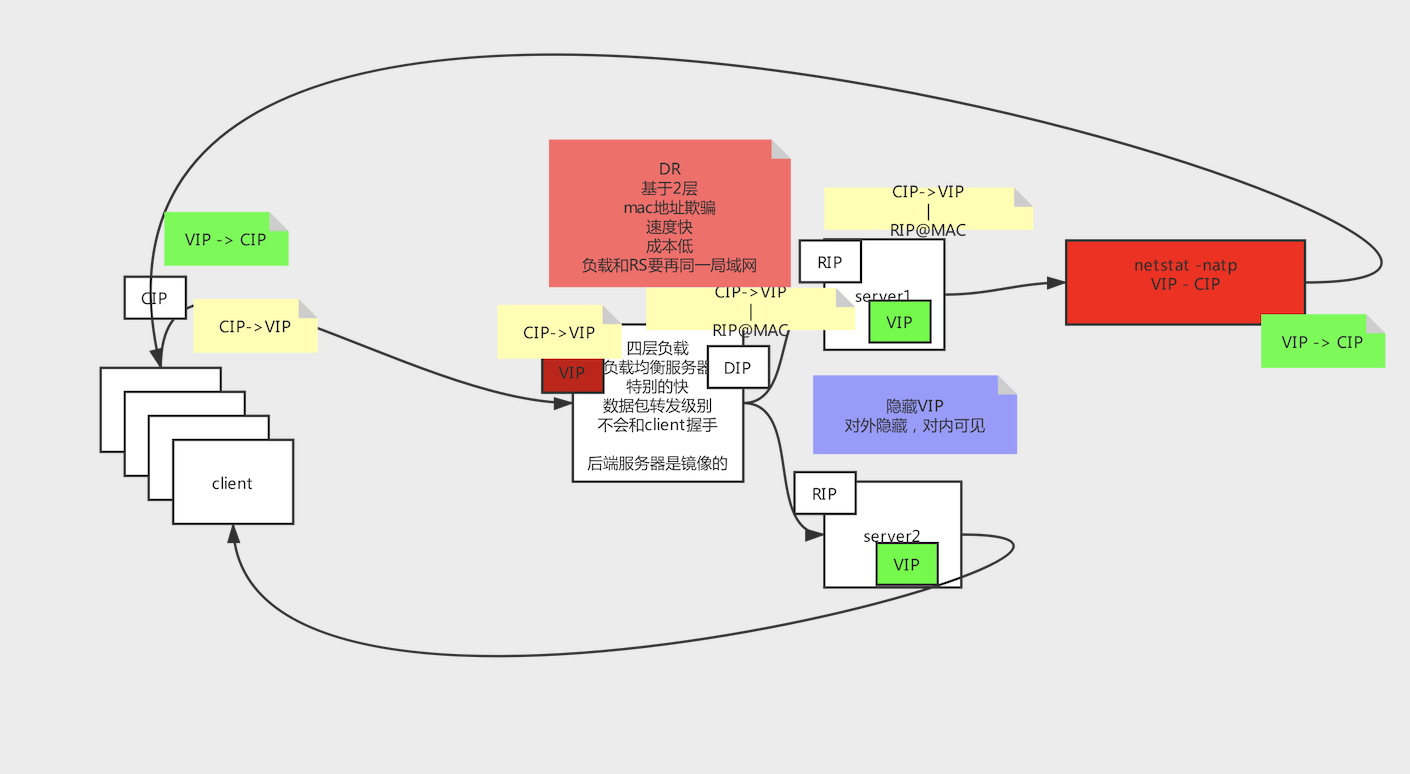 DR
基于2层
mac地址欺骗
速度快
成本低
负载和RS要再同一局域网
CIP->VIP
|
RIP@MAC
VIP -> CIP
RIP
server1
VIP
netstat -natp
VIP - CIP
VIP -> CIP
CIP
CIP->VIP
CIP->VIP
CIP->VIP
|
RIP@MAC
VIP
DIP
四层负载
负载均衡服务器
特别的快
数据包转发级别
不会和client握手
后端服务器是镜像的
隐藏VIP
对外隐藏，对内可见
client
RIP
server2
VIP